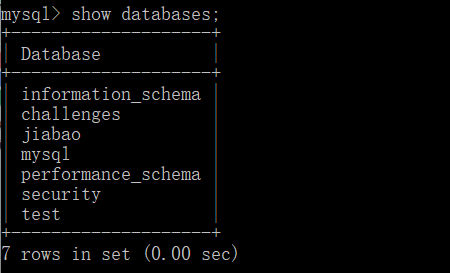 mysql> show databases;
+--------------------+
| Database           |
+--------------------+
| information_schema |
| challenges         |
| jiabao             |
| mysql              |
| performance_schema |
| security           |
| test               |
+--------------------+
7 rows in set (0.00 sec)